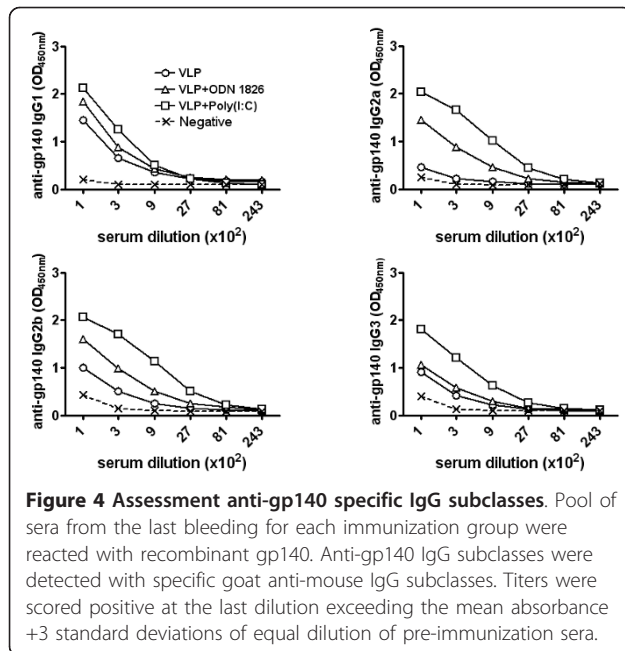 anti-gp140 IgG1 (OD450nm)
3
2
1
0
VLP
VLP+ODN 1826
VLP+Poly(I:C)
Negative
1 3 9 27 81 243
serum dilution (x10²)
anti-gp140 IgG2a (OD450nm)
3
2
1
0
1 3 9 27 81 243
serum dilution (x10²)
anti-gp140 IgG2b (OD450nm)
3
2
1
0
1 3 9 27 81 243
serum dilution (x10²)
anti-gp140 IgG3 (OD450nm)
3
2
1
0
1 3 9 27 81 243
serum dilution (x10²)
Figure 4 Assessment anti-gp140 specific IgG subclasses. Pool of
sera from the last bleeding for each immunization group were
reacted with recombinant gp140. Anti-gp140 IgG subclasses were
detected with specific goat anti-mouse IgG subclasses. Titers were
scored positive at the last dilution exceeding the mean absorbance
+3 standard deviations of equal dilution of pre-immunization sera.